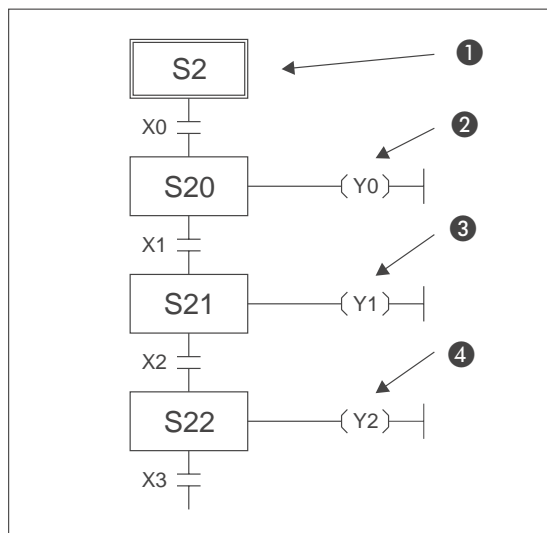 S2 ❶
X0 ❷
S20 Y0
X1 ❸
S21 Y1
X2 ❹
S22 Y2
X3